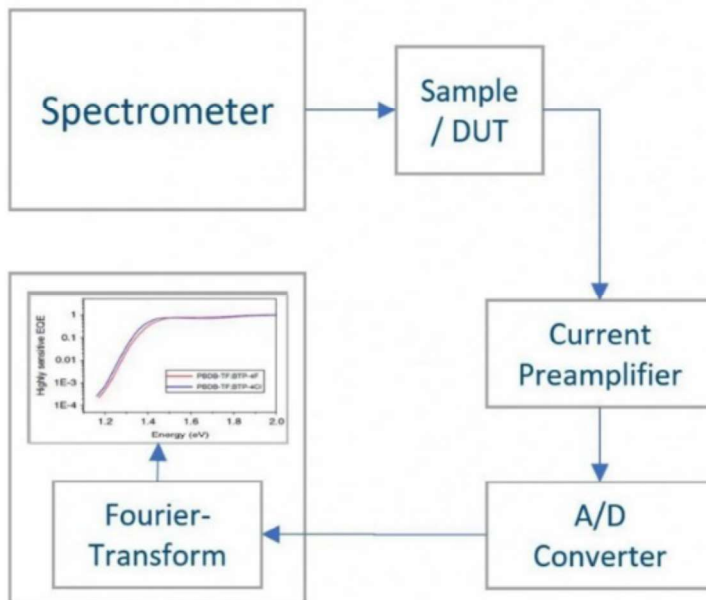 Spectrometer
Sample
/ DUT
Current
Preamplifier
A/D
Converter
Fourier-
Transform
Highly sensitive EQE
1
0.1
0.01
1E-3
1E-4
PBDB-TF:BTP-4F
PBDB-TF:BTP-4Cl
1.2 1.4 1.6 1.8 2.0
Energy (eV)